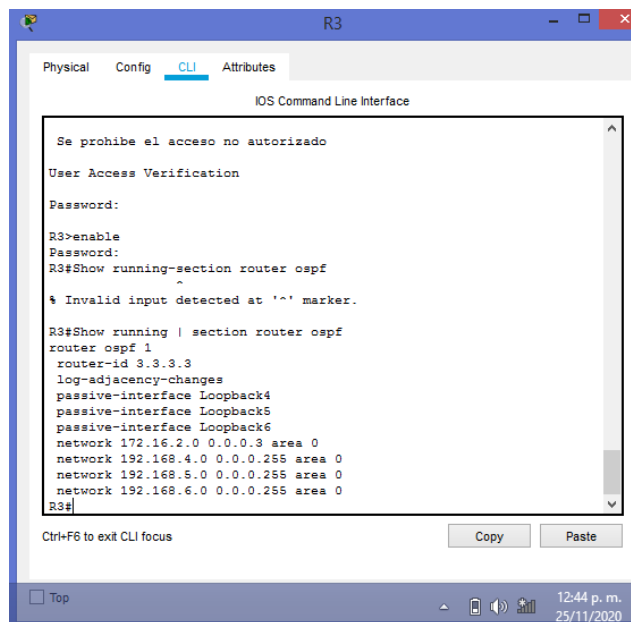 R3
Physical Config CLI Attributes
IOS Command Line Interface
Se prohibe el acceso no autorizado
User Access Verification
Password:
R3>enable
Password:
R3#Show running-section router ospf
^
% Invalid input detected at '^' marker.
R3#Show running | section router ospf
router ospf 1
router-id 3.3.3.3
log-adjacency-changes
passive-interface Loopback4
passive-interface Loopback5
passive-interface Loopback6
network 172.16.2.0 0.0.0.3 area 0
network 192.168.4.0 0.0.0.255 area 0
network 192.168.5.0 0.0.0.255 area 0
network 192.168.6.0 0.0.0.255 area 0
R3#
Ctrl+F6 to exit CLI focus Copy Paste
Top
12:44 p. m.
25/11/2020